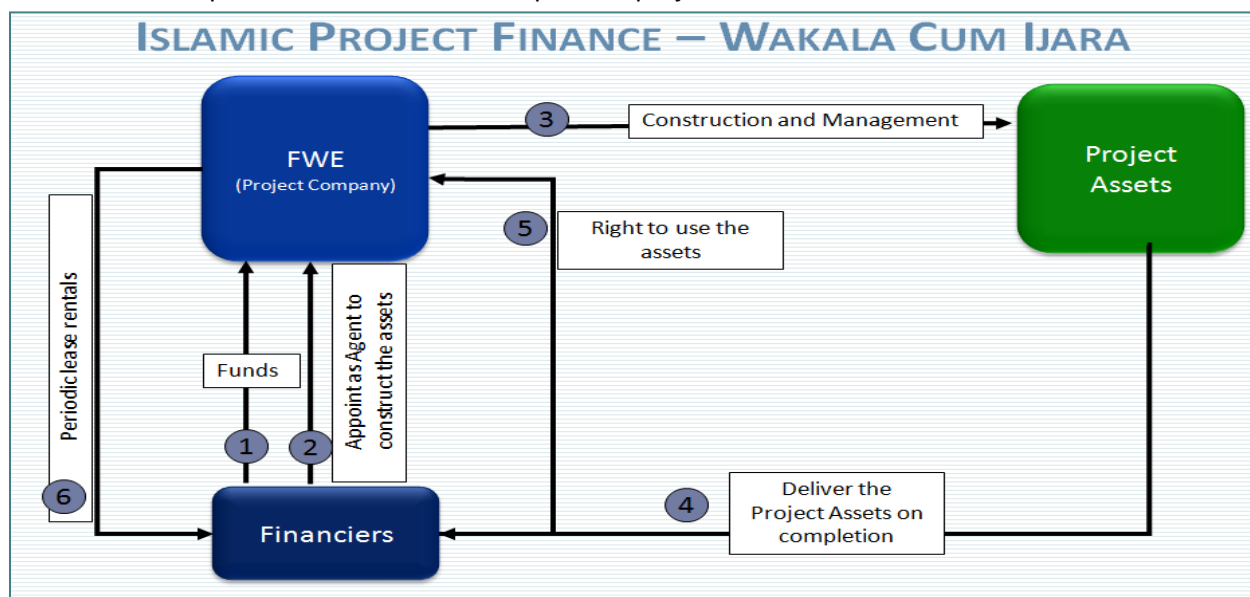 ISLAMIC PROJECT FINANCE – WAKALA CUM IJARA
FWE
(Project Company)
3
Construction and Management
Project
Assets
5
Right to use the
assets
Periodic lease rentals
Funds
Appoint as Agent to
construct the assets
1
2
6
Financiers
4
Deliver the
Project Assets on
completion